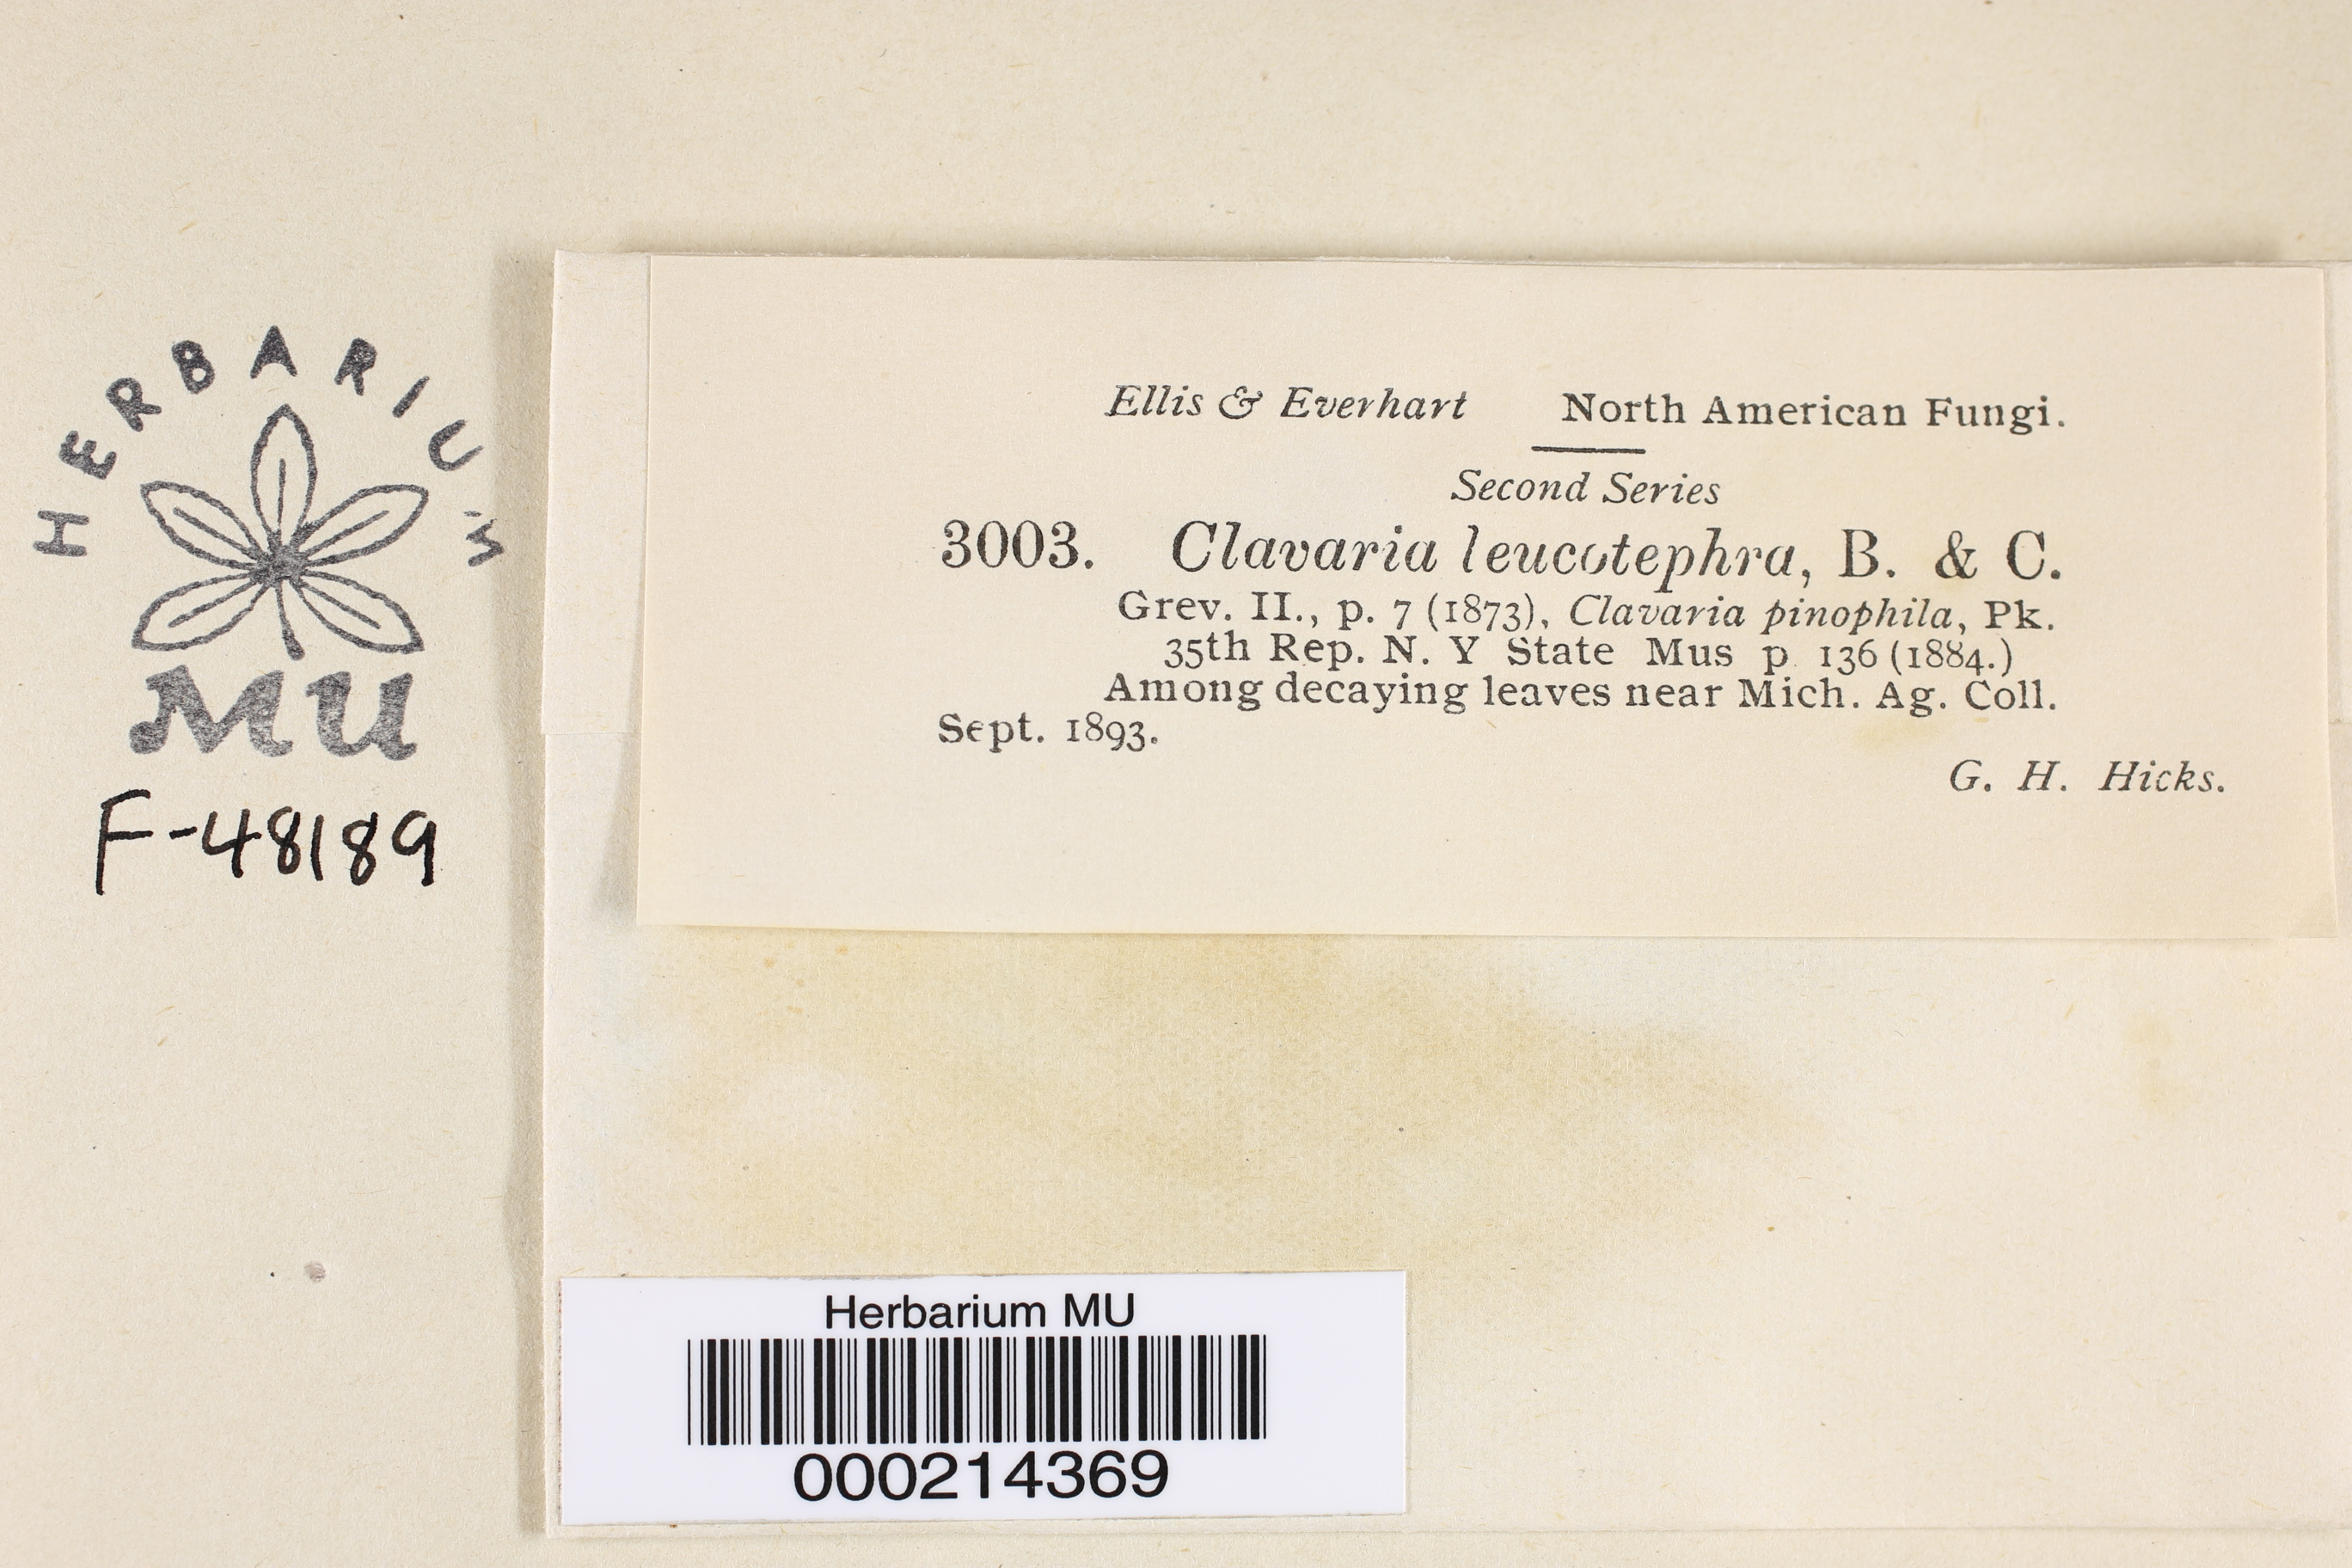 HERBARIUM
MU
F-48189
Ellis & Everhart North American Fungi.
Second Series
3003. Clavaria leucotephra, B. & C.
Grev. II., p. 7 (1873), Clavaria pinophila, Pk.
35th Rep. N. Y State Mus p. 136 (1884.)
Among decaying leaves near Mich. Ag. Coll.
Sept. 1893.
G. H. Hicks.
Herbarium MU
000214369